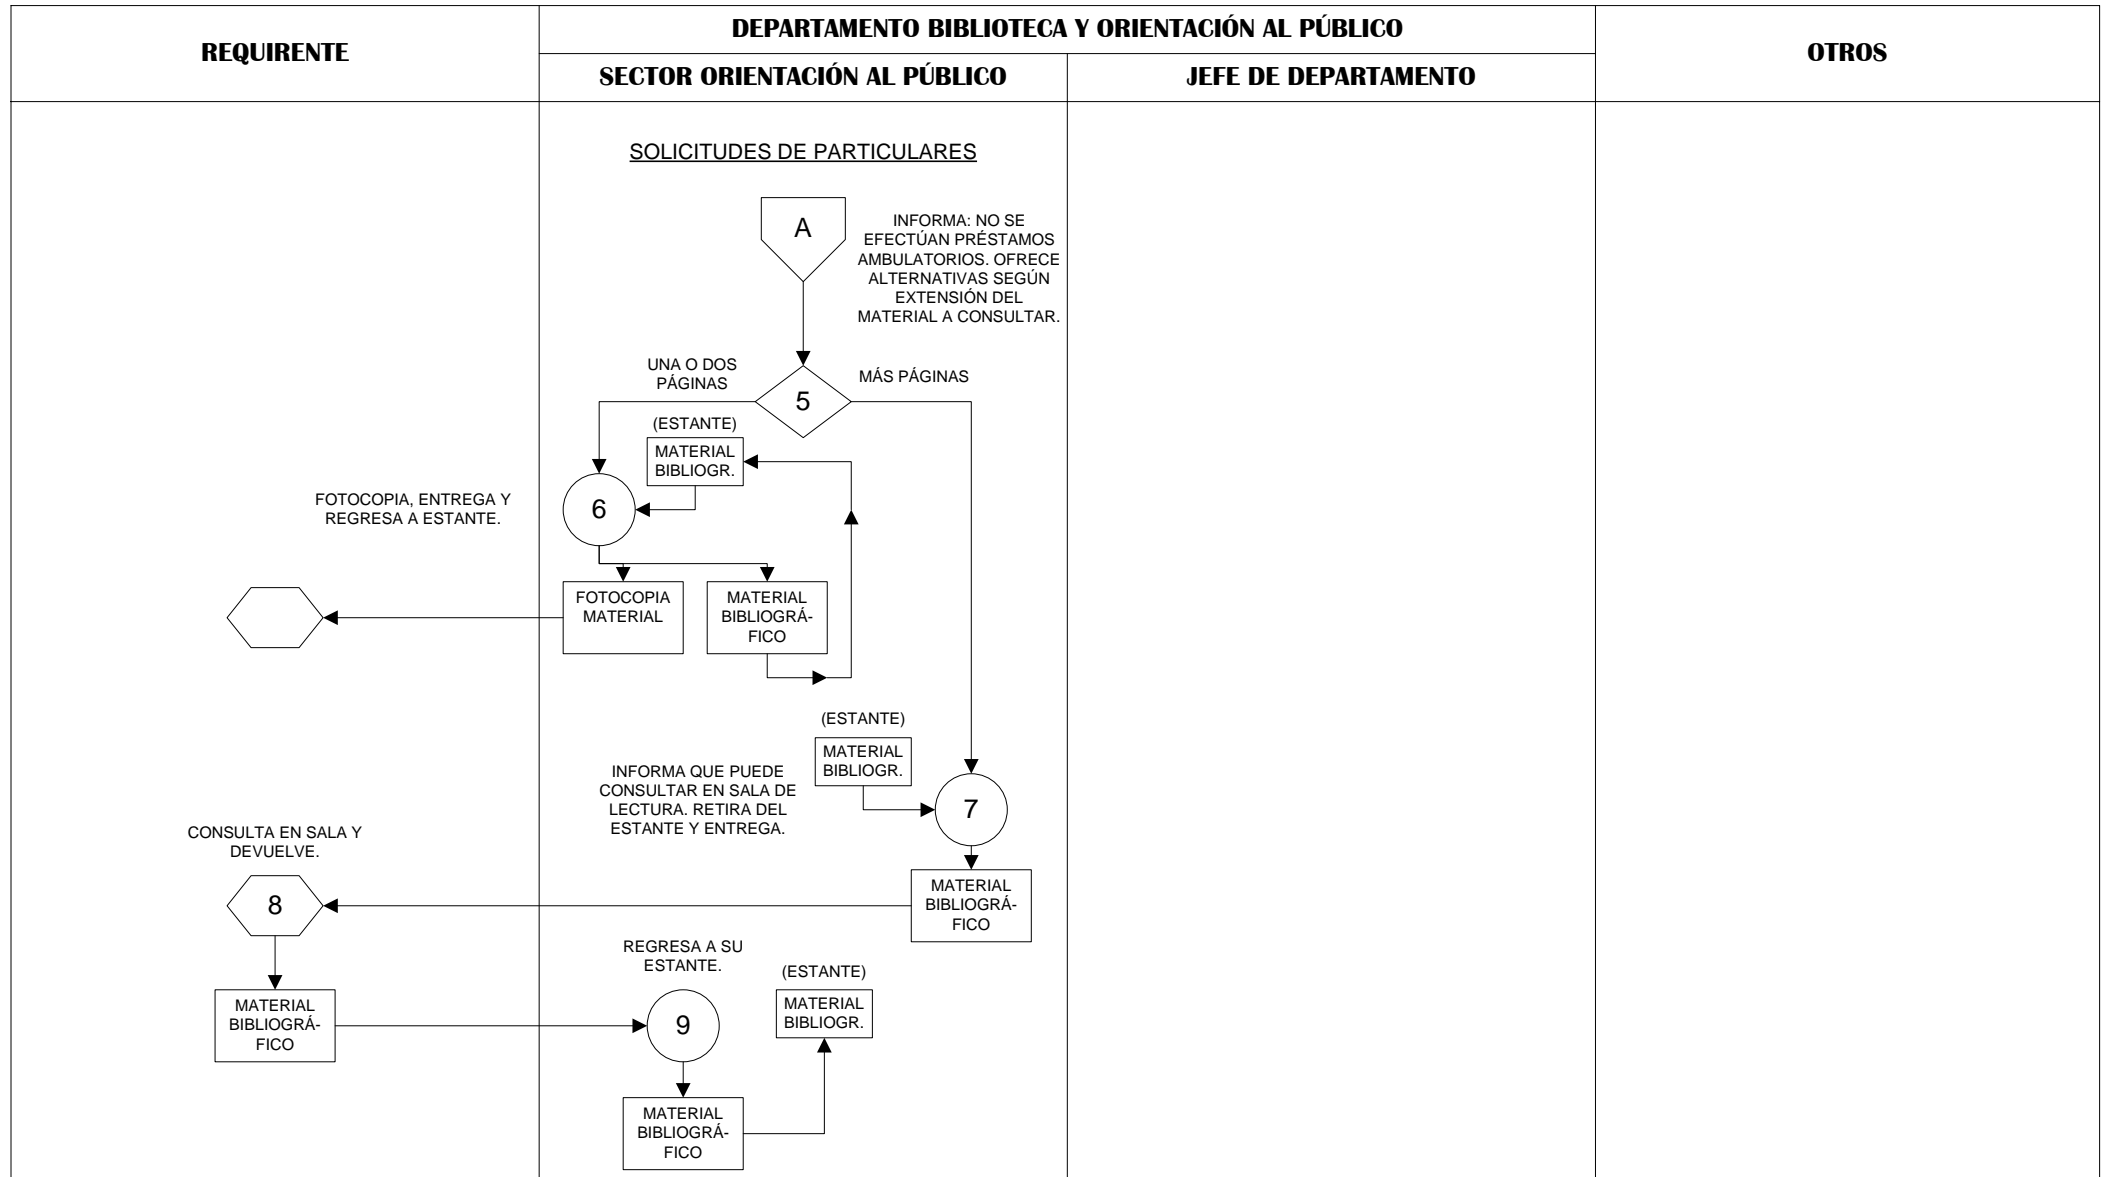 REQUIRENTE
DEPARTAMENTO BIBLIOTECA Y ORIENTACIÓN AL PÚBLICO
OTROS
SECTOR ORIENTACIÓN AL PÚBLICO
JEFE DE DEPARTAMENTO
SOLICITUDES DE PARTICULARES
A
INFORMA: NO SE
EFECTÚAN PRÉSTAMOS
AMBULATORIOS. OFRECE
ALTERNATIVAS SEGÚN
EXTENSIÓN DEL
MATERIAL A CONSULTAR.
UNA O DOS
PÁGINAS
MÁS PÁGINAS
5
(ESTANTE)
MATERIAL
BIBLIOGR.
FOTOCOPIA, ENTREGA Y
REGRESA A ESTANTE.
6
FOTOCOPIA
MATERIAL
MATERIAL
BIBLIOGRÁ-
FICO
(ESTANTE)
MATERIAL
BIBLIOGR.
INFORMA QUE PUEDE
CONSULTAR EN SALA DE
LECTURA. RETIRA DEL
ESTANTE Y ENTREGA.
7
CONSULTA EN SALA Y
DEVUELVE.
8
MATERIAL
BIBLIOGRÁ-
FICO
REGRESA A SU
ESTANTE.
(ESTANTE)
MATERIAL
BIBLIOGR.
MATERIAL
BIBLIOGRÁ-
FICO
9
MATERIAL
BIBLIOGRÁ-
FICO